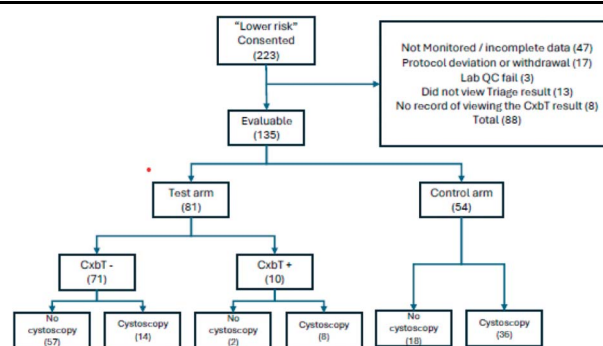 "Lower risk"
Consented
(223)
Not Monitored / incomplete data (47)
Protocol deviation or withdrawal (17)
Lab QC fail (3)
Did not view Triage result (13)
No record of viewing the CxbT result (8)
Total (88)
Evaluable
(135)
Test arm
(81)
Control arm
(54)
CxbT -
(71)
CxbT +
(10)
No
cystoscopy
(57)
Cystoscopy
(14)
No
cystoscopy
(2)
Cystoscopy
(8)
No
cystoscopy
(18)
Cystoscopy
(36)